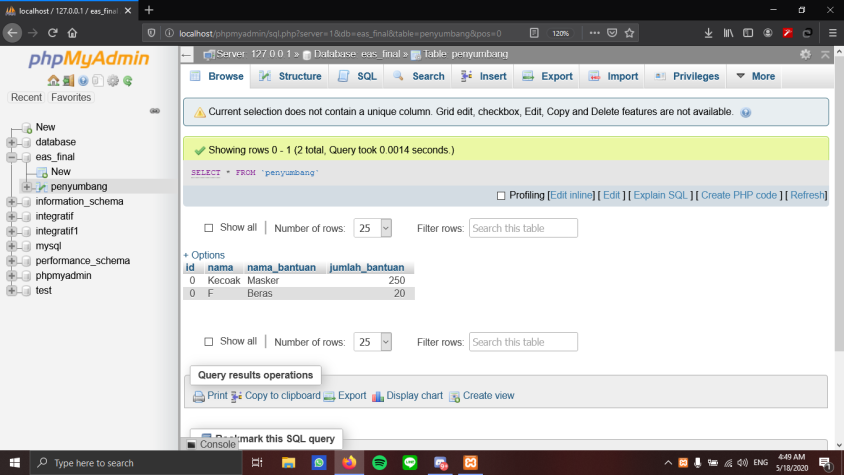 localhost / 127.0.0.1 / eas_final
localhost/phpmyadmin/sql.php?server=1&db=eas_final&table=penyumbang&pos=0
120%
phpMyAdmin
Server: 127.0.0.1 » Database: eas_final » Table: penyumbang
Recent Favorites
Browse Structure SQL Search Insert Export Import Privileges More
New
database
eas_final
New
penyumbang
information_schema
integratif
integratif1
mysql
performance_schema
phpmyadmin
test
Current selection does not contain a unique column. Grid edit, checkbox, Edit, Copy and Delete features are not available.
Showing rows 0 - 1 (2 total, Query took 0.0014 seconds.)
SELECT * FROM `penyumbang`
Profiling [Edit inline] [ Edit ] [ Explain SQL ] [ Create PHP code ] [ Refresh]
Show all Number of rows: 25 Filter rows: Search this table
+ Options
id nama nama_bantuan jumlah_bantuan
0 Kecoak Masker 250
0 F Beras 20
Show all Number of rows: 25 Filter rows: Search this table
Query results operations
Print Copy to clipboard Export Display chart Create view
Bookmark this SQL query
Console
Type here to search
ENG
4:49 AM
5/18/2020
1